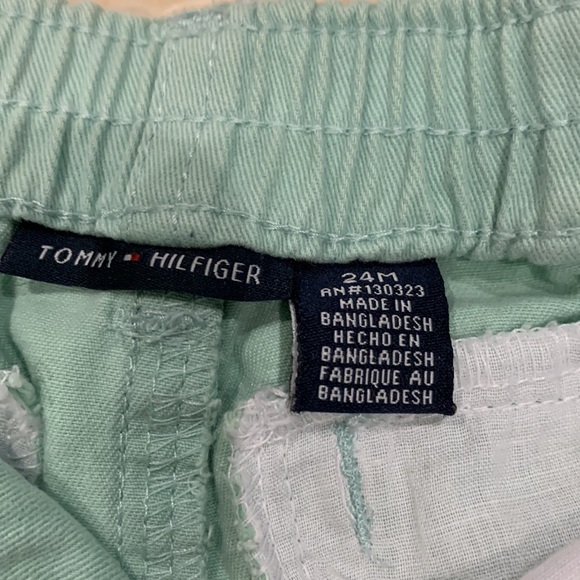 TOMMY HILFIGER
24M
RN#130323
MADE IN
BANGLADESH
HECHO EN
BANGLADESH
FABRIQUE AU
BANGLADESH